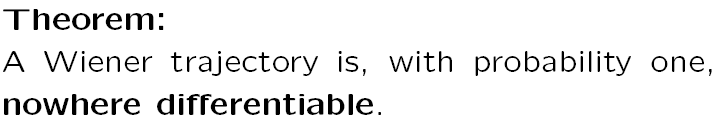 Theorem:
A Wiener trajectory is, with probability one,
nowhere differentiable.